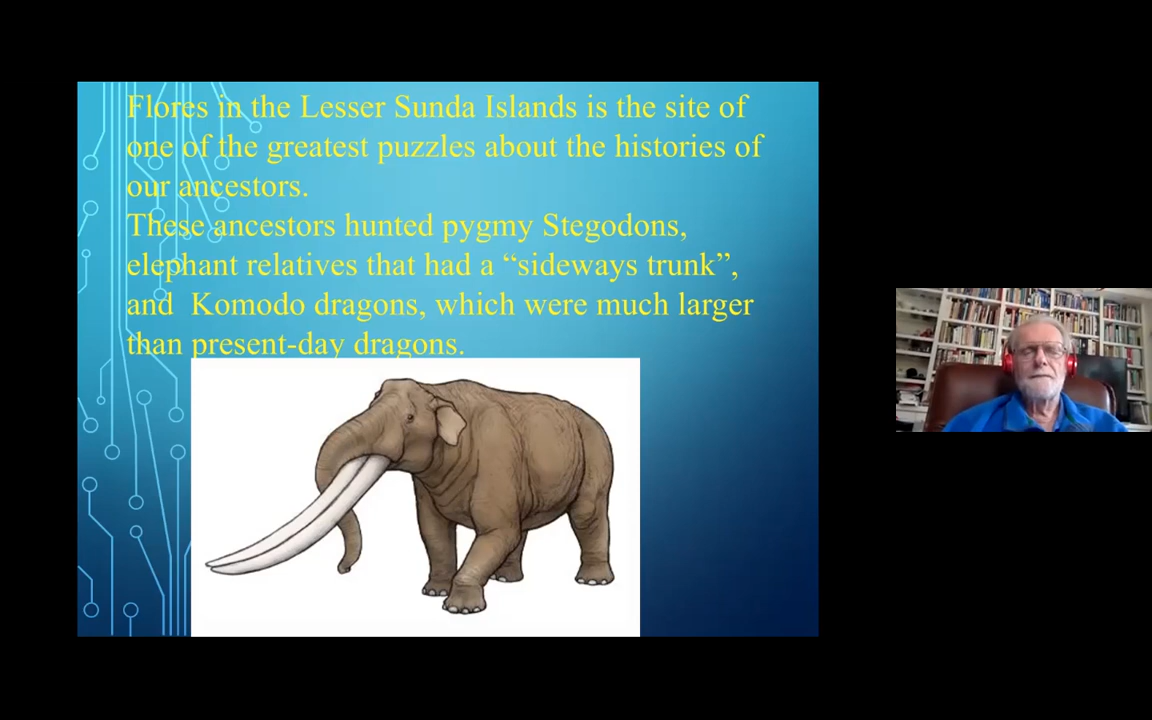 Flores in the Lesser Sunda Islands is the site of
one of the greatest puzzles about the histories of
our ancestors.
These ancestors hunted pygmy Stegodons,
elephant relatives that had a “sideways trunk”,
and  Komodo dragons, which were much larger
than present-day dragons.